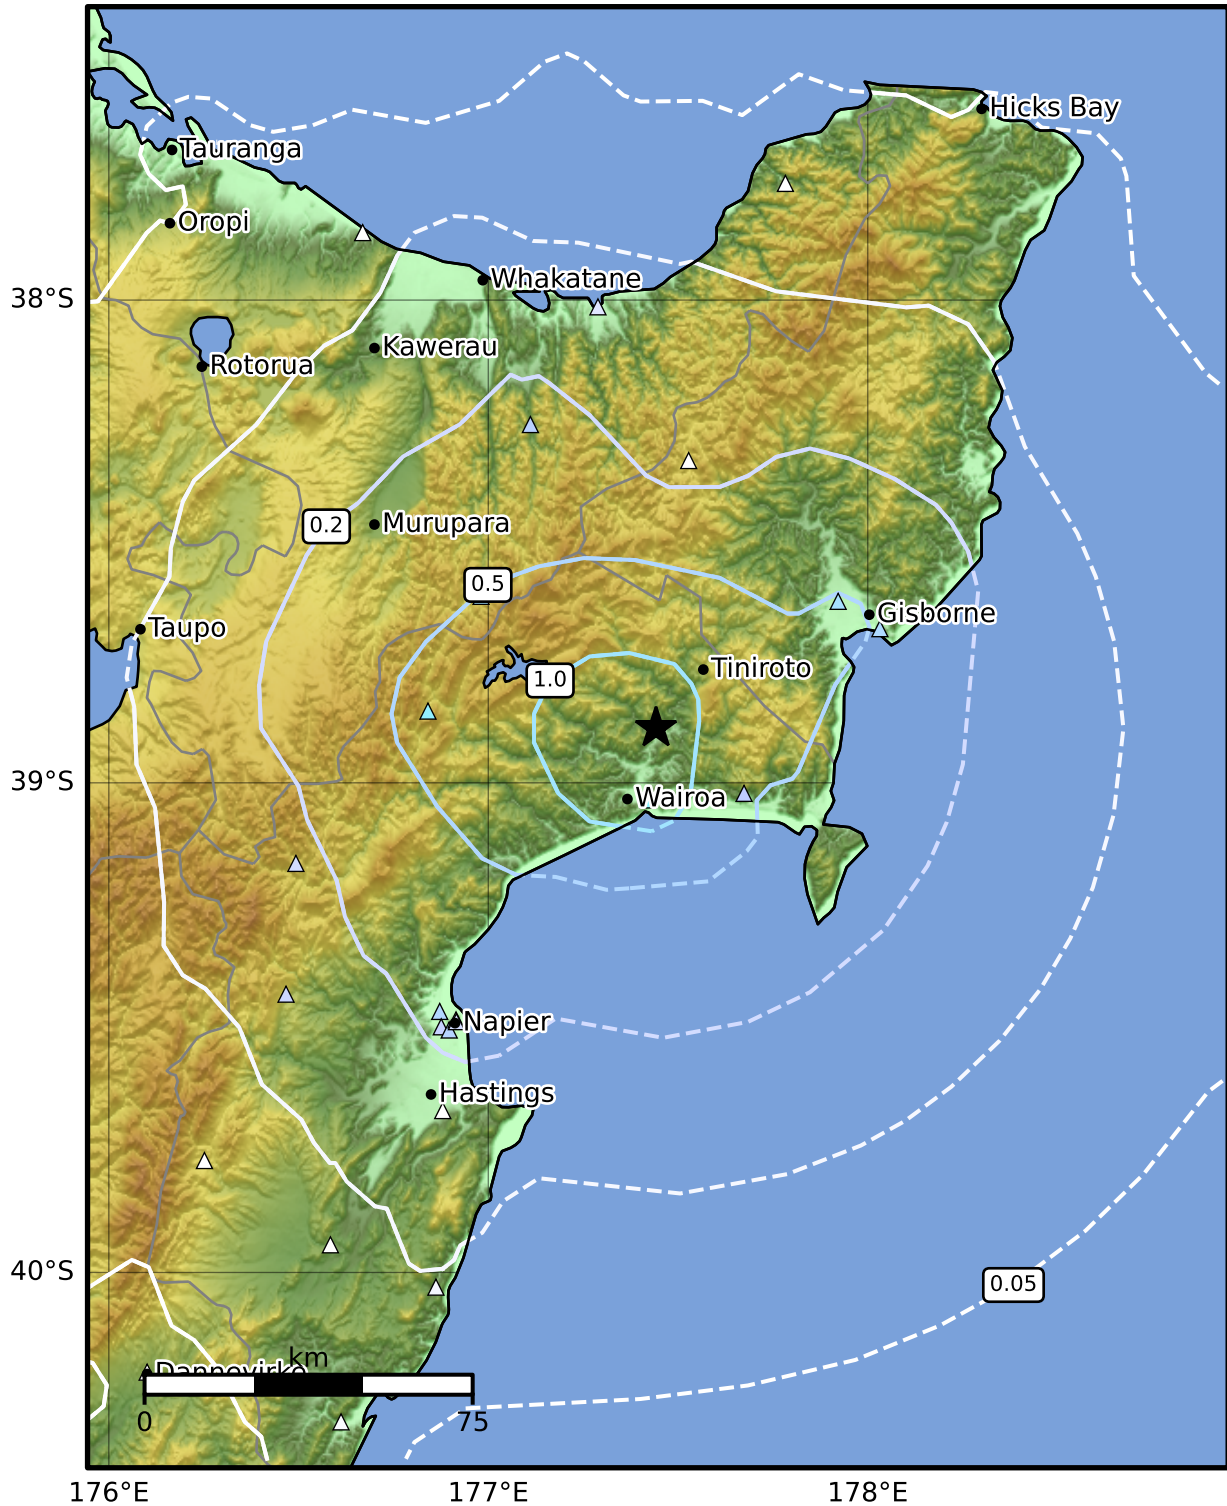 Hicks Bay
Tauranga
Oropi
Whakatane
38°S
Kawerau
Rotorua
0.2
Murupara
0.5
Gisborne
Taupo
Tiniroto
1.0
39°S
Wairoa
Napier
Hastings
40°S
0.05
km
Dannevirke
0
75
176°E
177°E
178°E